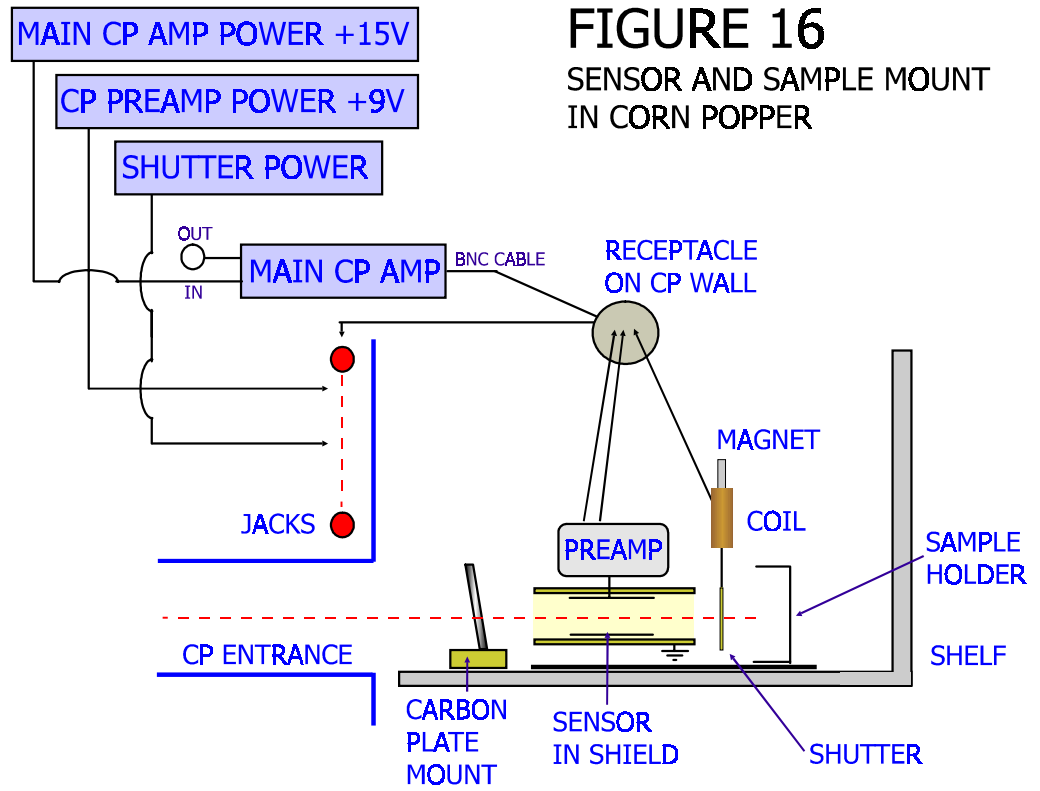 FIGURE 16
SENSOR AND SAMPLE MOUNT
IN CORN POPPER
MAIN CP AMP POWER +15V
CP PREAMP POWER +9V
SHUTTER POWER
OUT
MAIN CP AMP
IN
BNC CABLE
RECEPTACLE
ON CP WALL
MAGNET
COIL
JACKS
PREAMP
SAMPLE
HOLDER
CP ENTRANCE
SHELF
CARBON
PLATE
MOUNT
SENSOR
IN SHIELD
SHUTTER